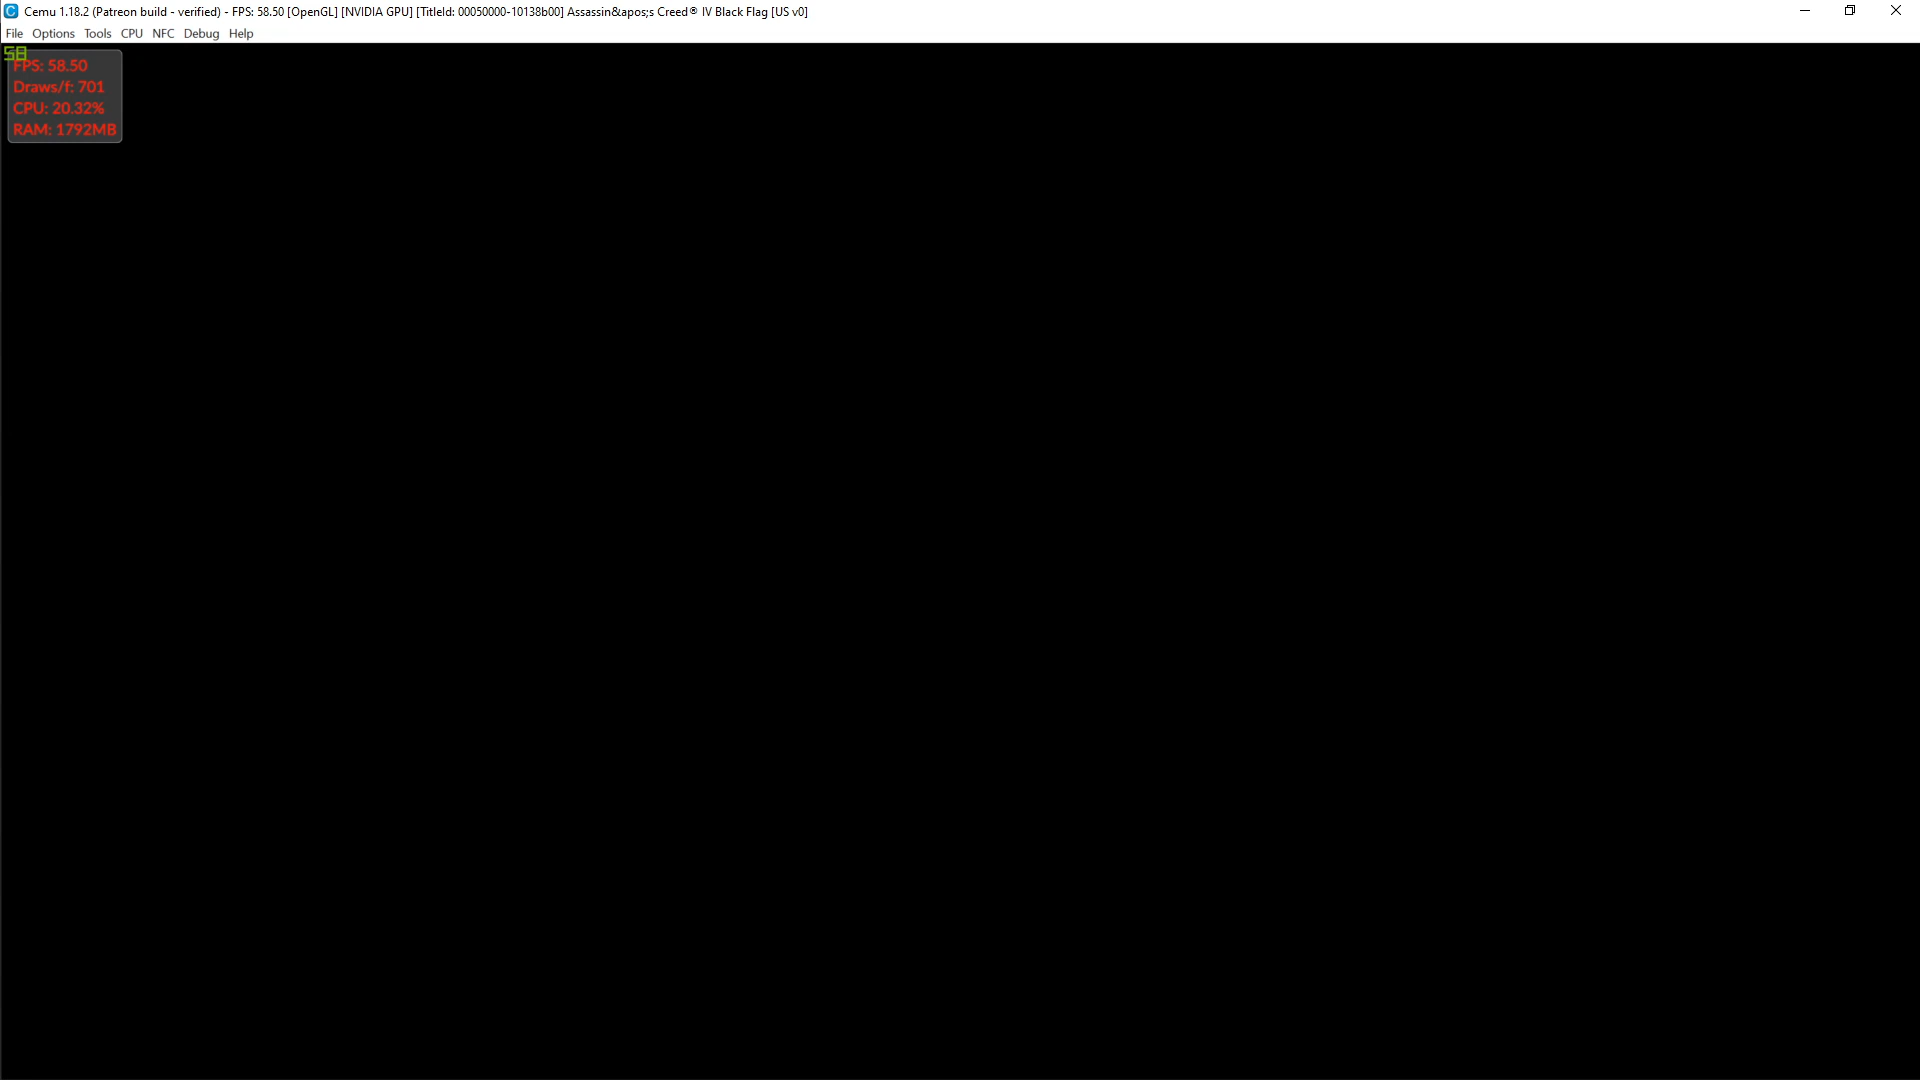 Cemu 1.18.2 (Patreon build - verified) - FPS: 58.50 [OpenGL] [NVIDIA GPU] [TitleId: 00050000-10138b00] Assassin&apos;s Creed® IV Black Flag [US v0]
File Options Tools CPU NFC Debug Help
58
FPS: 58.50
Draws/f: 701
CPU: 20.32%
RAM: 1792MB